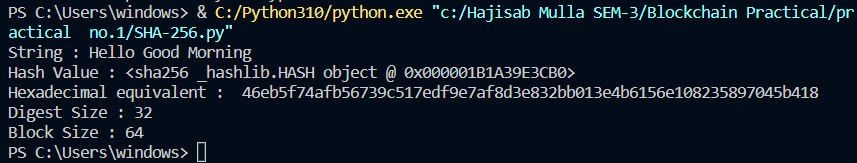 PS C:\Users\windows> & C:/Python310/python.exe "c:/Hajisab Mulla SEM-3/Blockchain Practical/pr
actical  no.1/SHA-256.py"
String : Hello Good Morning
Hash Value : <sha256 _hashlib.HASH object @ 0x000001B1A39E3CB0>
Hexadecimal equivalent :  46eb5f74afb56739c517edf9e7af8d3e832bb013e4b6156e108235897045b418
Digest Size : 32
Block Size : 64
PS C:\Users\windows>